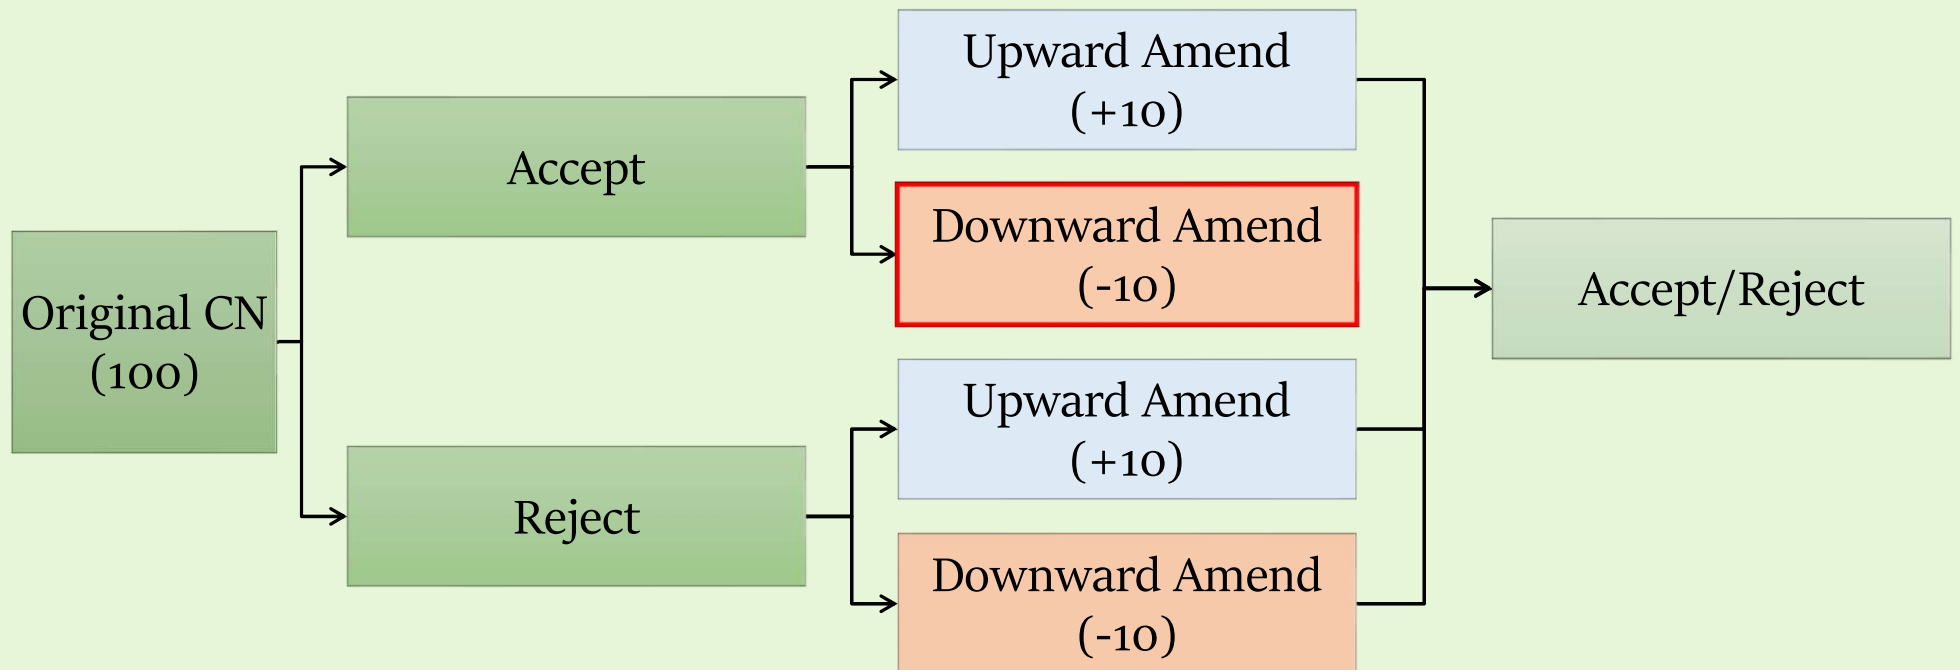 Original CN
(100)
Accept
Reject
Upward Amend
(+10)
Downward Amend
(-10)
Upward Amend
(+10)
Downward Amend
(-10)
Accept/Reject